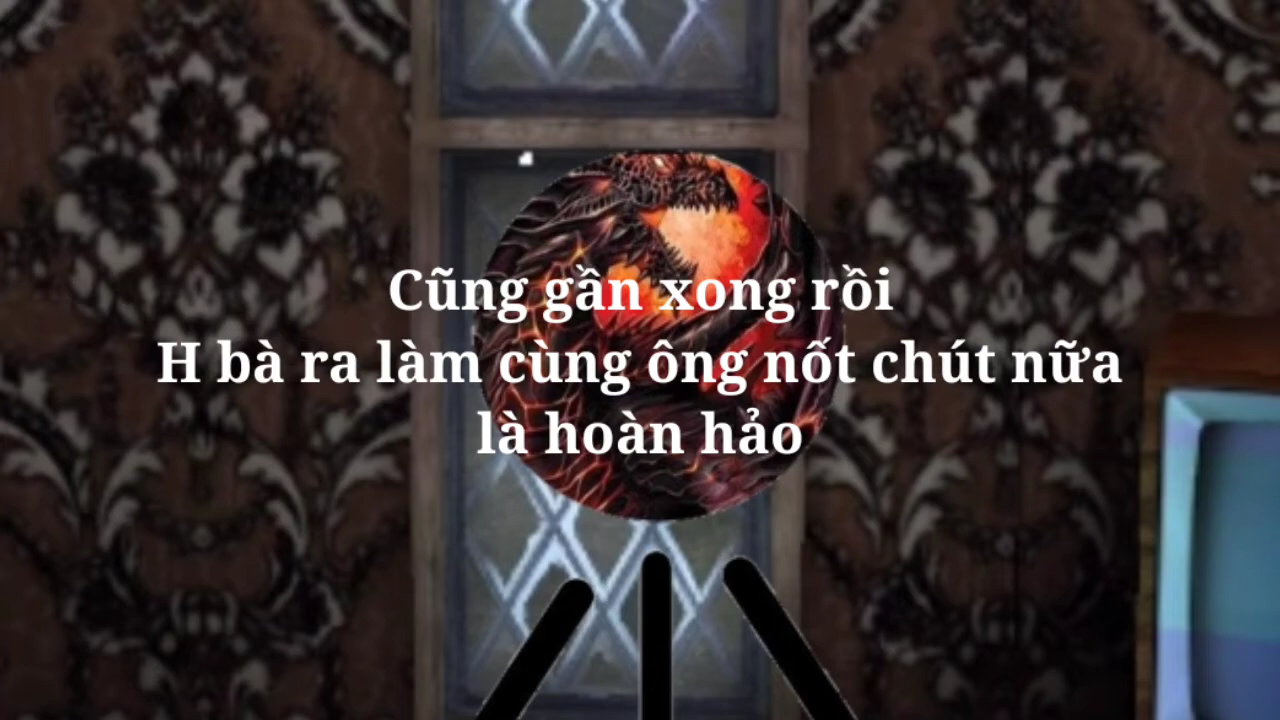 Cũng gần xong rồi
H bà ra làm cùng ông nốt chút nữa
là hoàn hảo